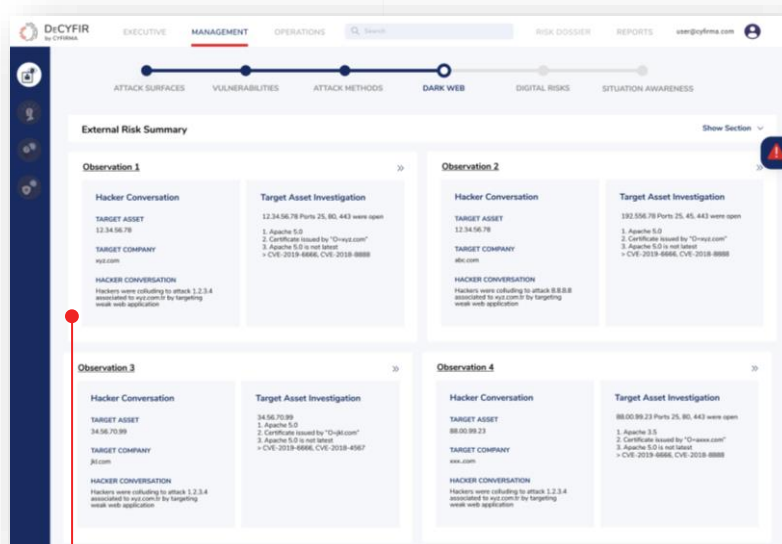 DECYFIR
by CYFIRMA
EXECUTIVE
MANAGEMENT
OPERATIONS
Search
RISK DOSSIER
REPORTS
user@cyfirma.com
ATTACK SURFACES
VULNERABILITIES
ATTACK METHODS
DARK WEB
DIGITAL RISKS
SITUATION AWARENESS
External Risk Summary
Show Section
Observation 1
Hacker Conversation
TARGET ASSET
12.34.56.78
TARGET COMPANY
xyz.com
HACKER CONVERSATION
Hackers were colluding to attack 1.2.3.4
associated to xyz.com.tr by targeting
weak web application
Target Asset Investigation
12.34.56.78 Ports 25, 80, 443 were open
1. Apache 5.0
2. Certificate issued by "O=xyz.com"
3. Apache 5.0 is not latest
> CVE-2019-6666, CVE-2018-8888
Observation 2
Hacker Conversation
TARGET ASSET
12.34.56.78
TARGET COMPANY
abc.com
HACKER CONVERSATION
Hackers were colluding to attack 8.8.8.8
associated to xyz.com.tr by targeting
weak web application
Target Asset Investigation
192.556.78 Ports 25, 45, 443 were open
1. Apache 5.0
2. Certificate issued by "O=xyz.com"
3. Apache 5.0 is not latest
> CVE-2019-6666, CVE-2018-8888
Observation 3
Hacker Conversation
TARGET ASSET
34.56.70.99
TARGET COMPANY
jkl.com
HACKER CONVERSATION
Hackers were colluding to attack 1.2.3.4
associated to xyz.com.tr by targeting
weak web application
Target Asset Investigation
34.56.70.99
1. Apache 5.0
2. Certificate issued by "O=jkl.com"
3. Apache 5.0 is not latest
> CVE-2019-6666, CVE-2018-4567
Observation 4
Hacker Conversation
TARGET ASSET
88.00.99.23
TARGET COMPANY
HACKER CONVERSATION
Hackers were colluding to attack 1.2.3.4
associated to xyz.com.tr by targeting
weak web application
Target Asset Investigation
88.00.99.23 Ports 25, 80, 443 were open
1. Apache 3.5
2. Certificate issued by
3. Apache 5.0 is not latest
> CVE-2019-6666, CVE-2018-8888